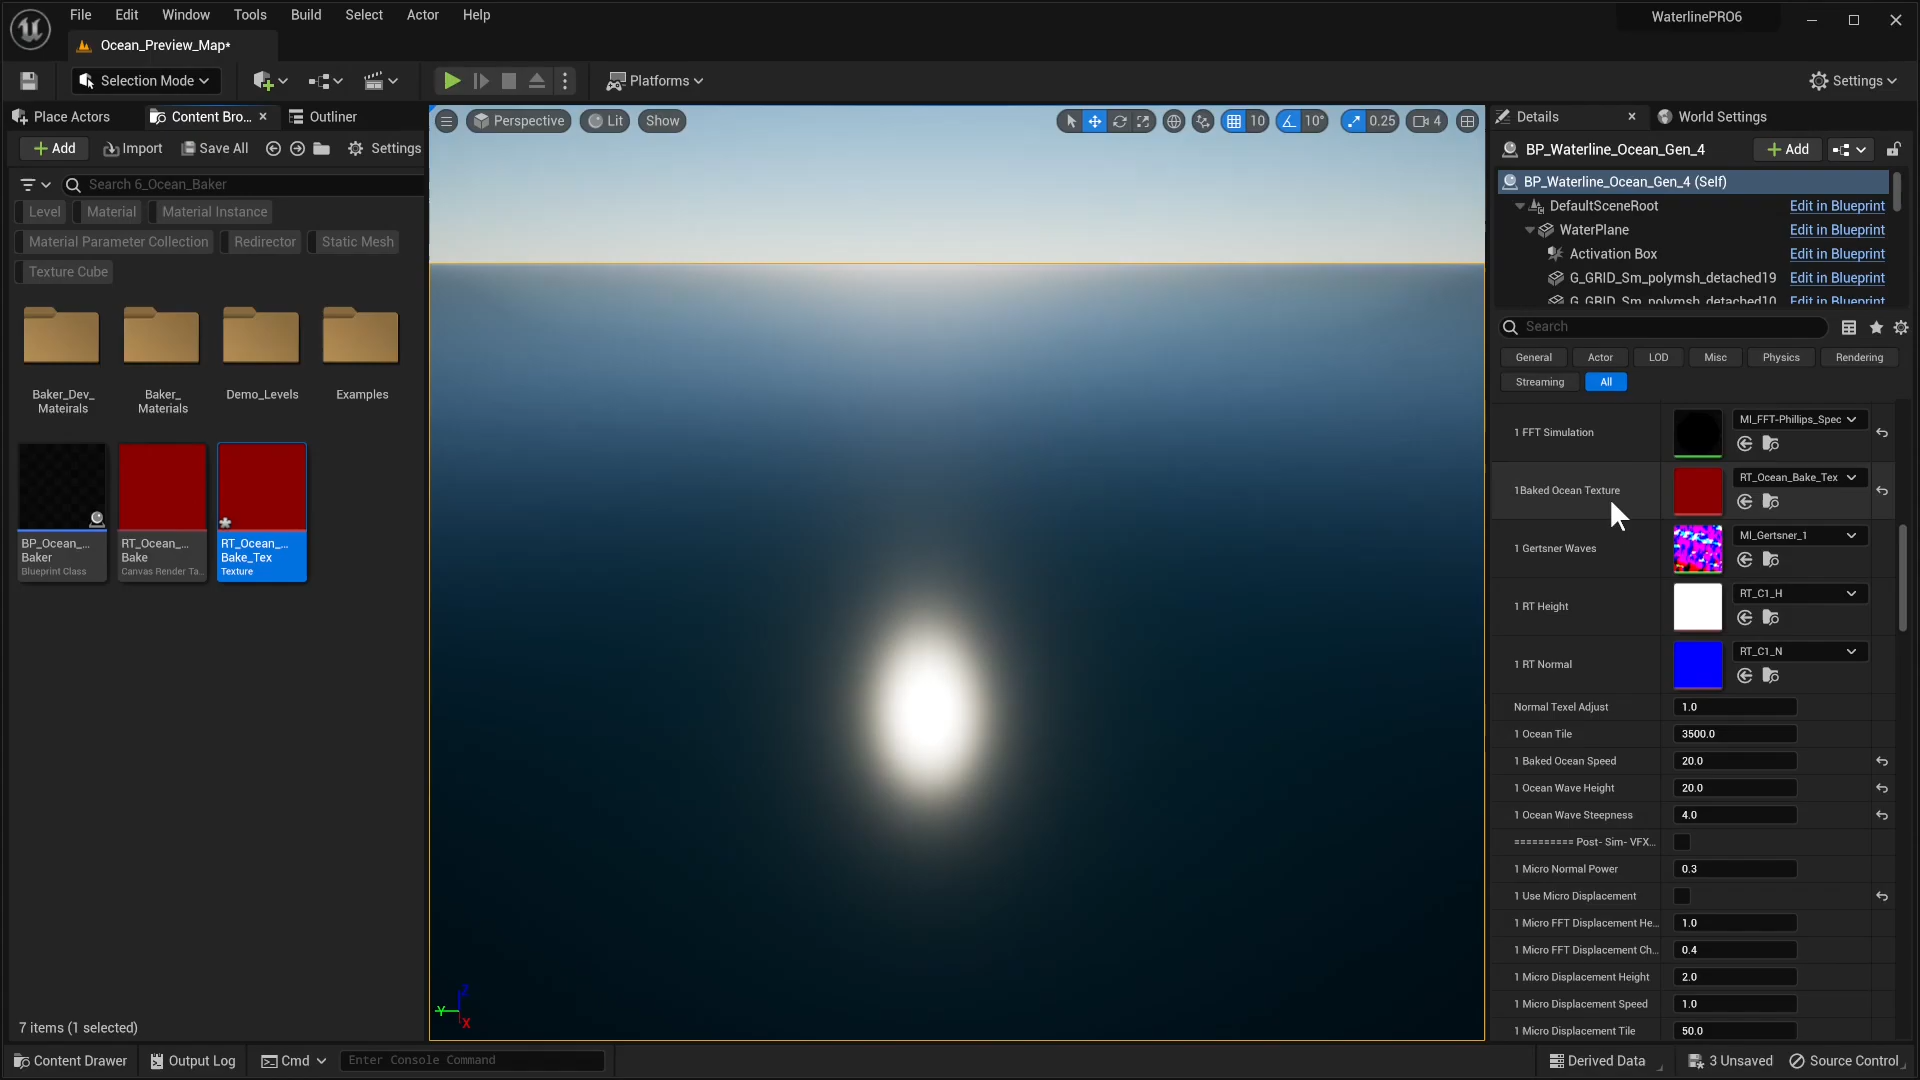 File Edit Window Tools Build Select Actor Help
WaterlinePRO6
Ocean_Preview_Map*
Selection Mode
Platforms
Settings
Place Actors
Content Bro...
Outliner
Add
Import
Save All
Settings
Search 6_Ocean_Baker
Level
Material
Material Instance
Material Parameter Collection
Redirector
Static Mesh
Texture Cube
Baker_Dev_
Mateirals
Baker_
Materials
Demo_Levels
Examples
BP_Ocean_...
Baker
Blueprint Class
RT_Ocean_...
Bake
Canvas Render Ta...
RT_Ocean_...
Bake_Tex
Texture
7 items (1 selected)
Perspective
Lit
Show
10
10°
0.25
4
Z
Y
X
Details
World Settings
BP_Waterline_Ocean_Gen_4
Add
BP_Waterline_Ocean_Gen_4 (Self)
DefaultSceneRoot Edit in Blueprint
WaterPlane Edit in Blueprint
Activation Box Edit in Blueprint
G_GRID_Sm_polymsh_detached19 Edit in Blueprint
G_GRID_Sm_polymsh_detached10 Edit in Blueprint
Search
General
Actor
LOD
Misc
Physics
Rendering
Streaming
All
1 FFT Simulation MI_FFT-Phillips_Spec
1Baked Ocean Texture RT_Ocean_Bake_Tex
1 Gertsner Waves MI_Gertsner_1
1 RT Height RT_C1_H
1 RT Normal RT_C1_N
Normal Texel Adjust 1.0
1 Ocean Tile 3500.0
1 Baked Ocean Speed 20.0
1 Ocean Wave Height 20.0
1 Ocean Wave Steepness 4.0
========== Post- Sim- VFX...
1 Micro Normal Power 0.3
1 Use Micro Displacement
1 Micro FFT Displacement He... 1.0
1 Micro FFT Displacement Ch... 0.4
1 Micro Displacement Height 2.0
1 Micro Displacement Speed 1.0
1 Micro Displacement Tile 50.0
Content Drawer
Output Log
Cmd
Enter Console Command
Derived Data
3 Unsaved
Source Control